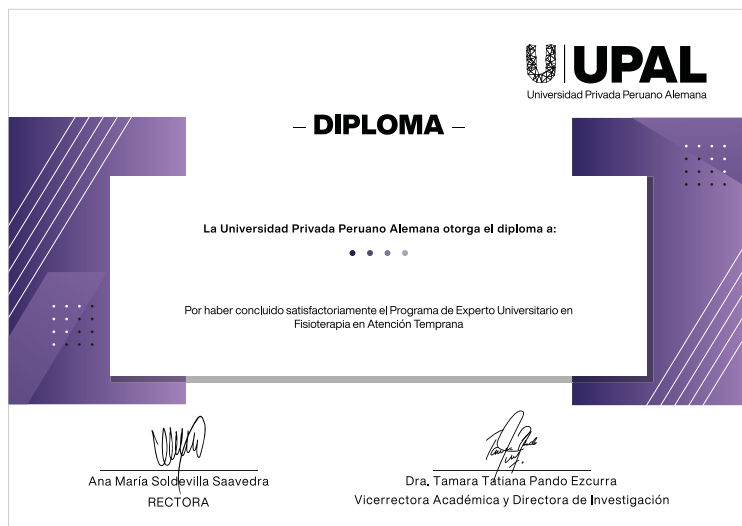 UPAL
Universidad Privada Peruano Alemana
– DIPLOMA –
La Universidad Privada Peruano Alemana otorga el diploma a:
Por haber concluido satisfactoriamente el Programa de Experto Universitario en
Fisioterapia en Atención Temprana
Ana María Soldevilla Saavedra
RECTORA
Dra. Tamara Tatiana Pando Ezcurra
Vicerrectora Académica y Directora de Investigación